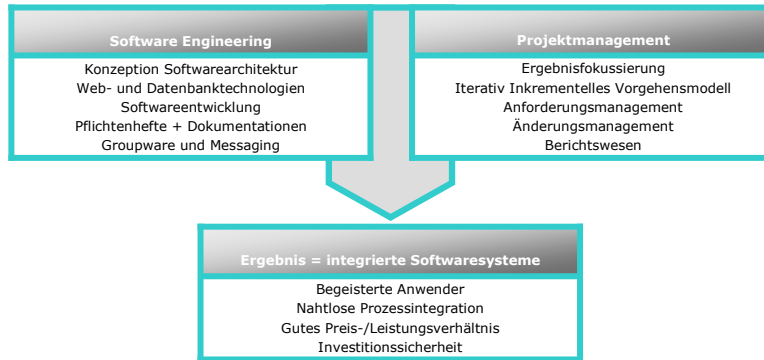 Software Engineering
Konzeption Softwarearchitektur
Web- und Datenbanktechnologien
Softwareentwicklung
Pflichtenhefte + Dokumentationen
Groupware und Messaging
Projektmanagement
Ergebnisfokussierung
Iterativ Inkrementelles Vorgehensmodell
Anforderungsmanagement
Änderungsmanagement
Berichtswesen
Ergebnis = integrierte Softwaresysteme
Begeisterte Anwender
Nahtlose Prozessintegration
Gutes Preis-/Leistungsverhältnis
Investitionssicherheit